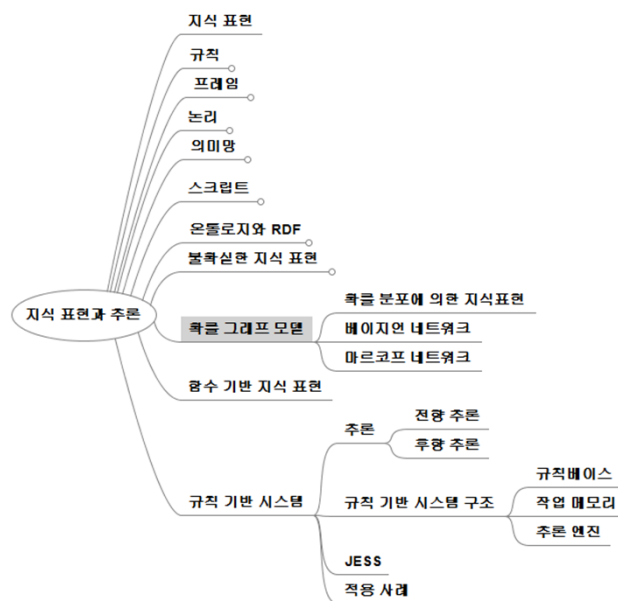 지식 표현
규칙
프레임
논리
의미망
스크립트
온톨로지와 RDF
불확실한 지식 표현
지식 표현과 추론
확률 그래프 모델
확률 분포에 의한 지식표현
베이지언 네트워크
마르코프 네트워크
함수 기반 지식 표현
규칙 기반 시스템
추론
전향 추론
후향 추론
규칙 기반 시스템 구조
규칙베이스
작업 메모리
추론 엔진
JESS
적용 사례